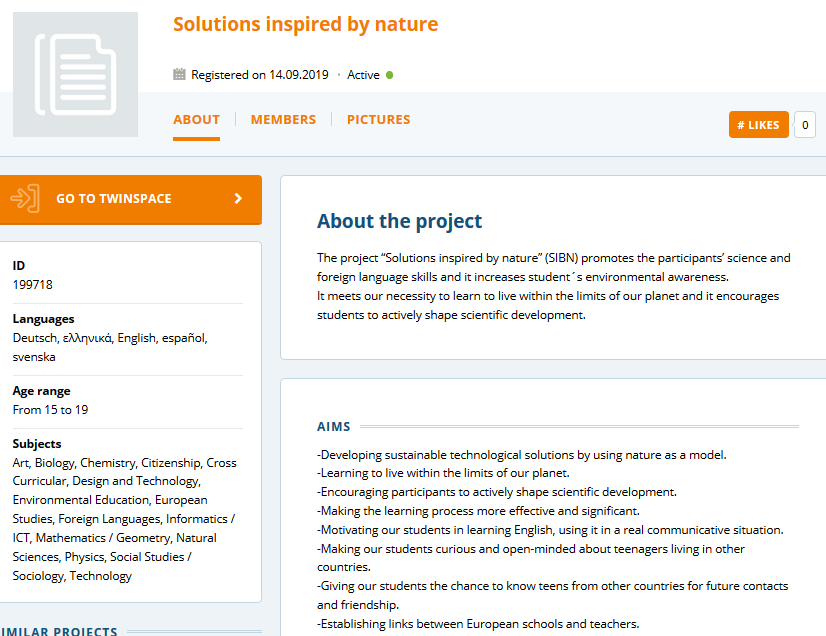 Solutions inspired by nature
Registered on 14.09.2019 · Active
ABOUT
MEMBERS
PICTURES
# LIKES
0
GO TO TWINSPACE
ID
199718
Languages
Deutsch, ελληνικά, English, español,
svenska
Age range
From 15 to 19
Subjects
Art, Biology, Chemistry, Citizenship, Cross
Curricular, Design and Technology,
Environmental Education, European
Studies, Foreign Languages, Informatics /
ICT, Mathematics / Geometry, Natural
Sciences, Physics, Social Studies /
Sociology, Technology
IMILAR PROJECTS
About the project
The project “Solutions inspired by nature” (SIBN) promotes the participants’ science and
foreign language skills and it increases student´s environmental awareness.
It meets our necessity to learn to live within the limits of our planet and it encourages
students to actively shape scientific development.
AIMS
-Developing sustainable technological solutions by using nature as a model.
-Learning to live within the limits of our planet.
-Encouraging participants to actively shape scientific development.
-Making the learning process more effective and significant.
-Motivating our students in learning English, using it in a real communicative situation.
-Making our students curious and open-minded about teenagers living in other
countries.
-Giving our students the chance to know teens from other countries for future contacts
and friendship.
-Establishing links between European schools and teachers.